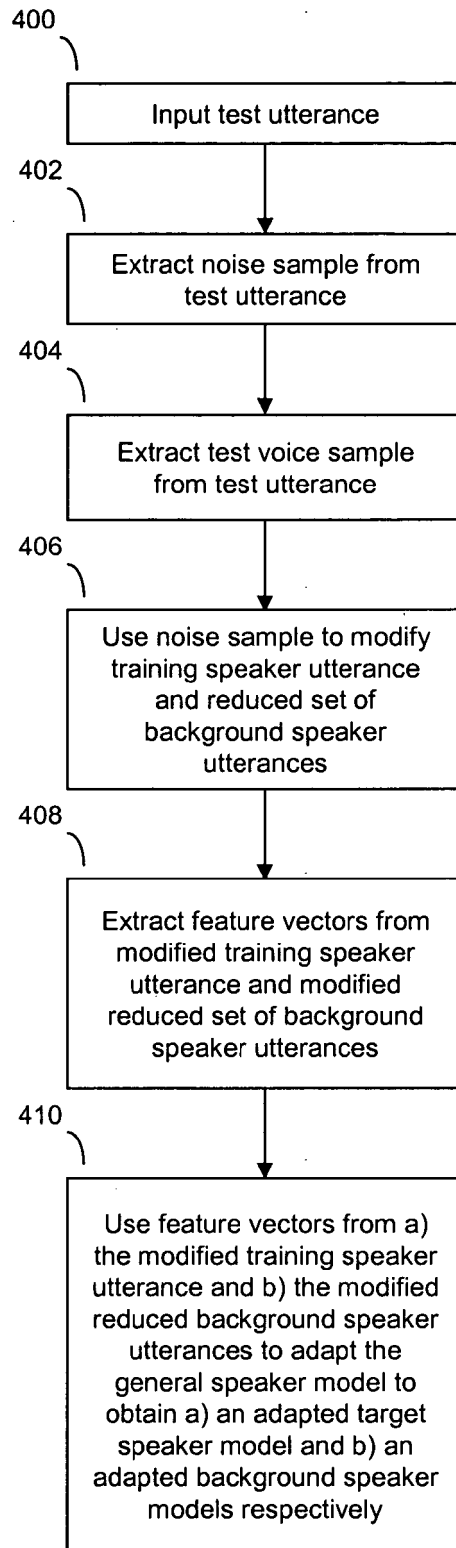 400
Input test utterance
402
Extract noise sample from
test utterance
404
Extract test voice sample
from test utterance
406
Use noise sample to modify
training speaker utterance
and reduced set of
background speaker
utterances
408
Extract feature vectors from
modified training speaker
utterance and modified
reduced set of background
speaker utterances
410
Use feature vectors from a)
the modified training speaker
utterance and b) the modified
reduced background speaker
utterances to adapt the
general speaker model to
obtain a) an adapted target
speaker model and b) an
adapted background speaker
models respectively